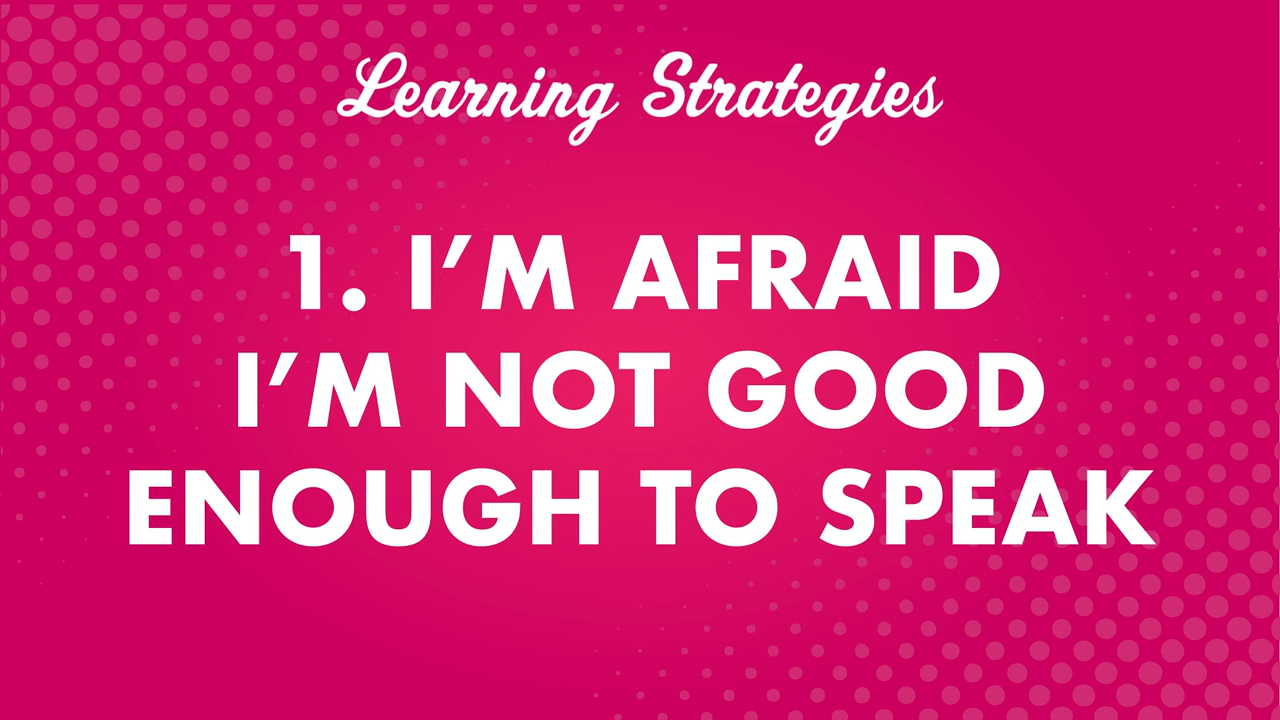 Learning Strategies
1. I’M AFRAID
I’M NOT GOOD
ENOUGH TO SPEAK